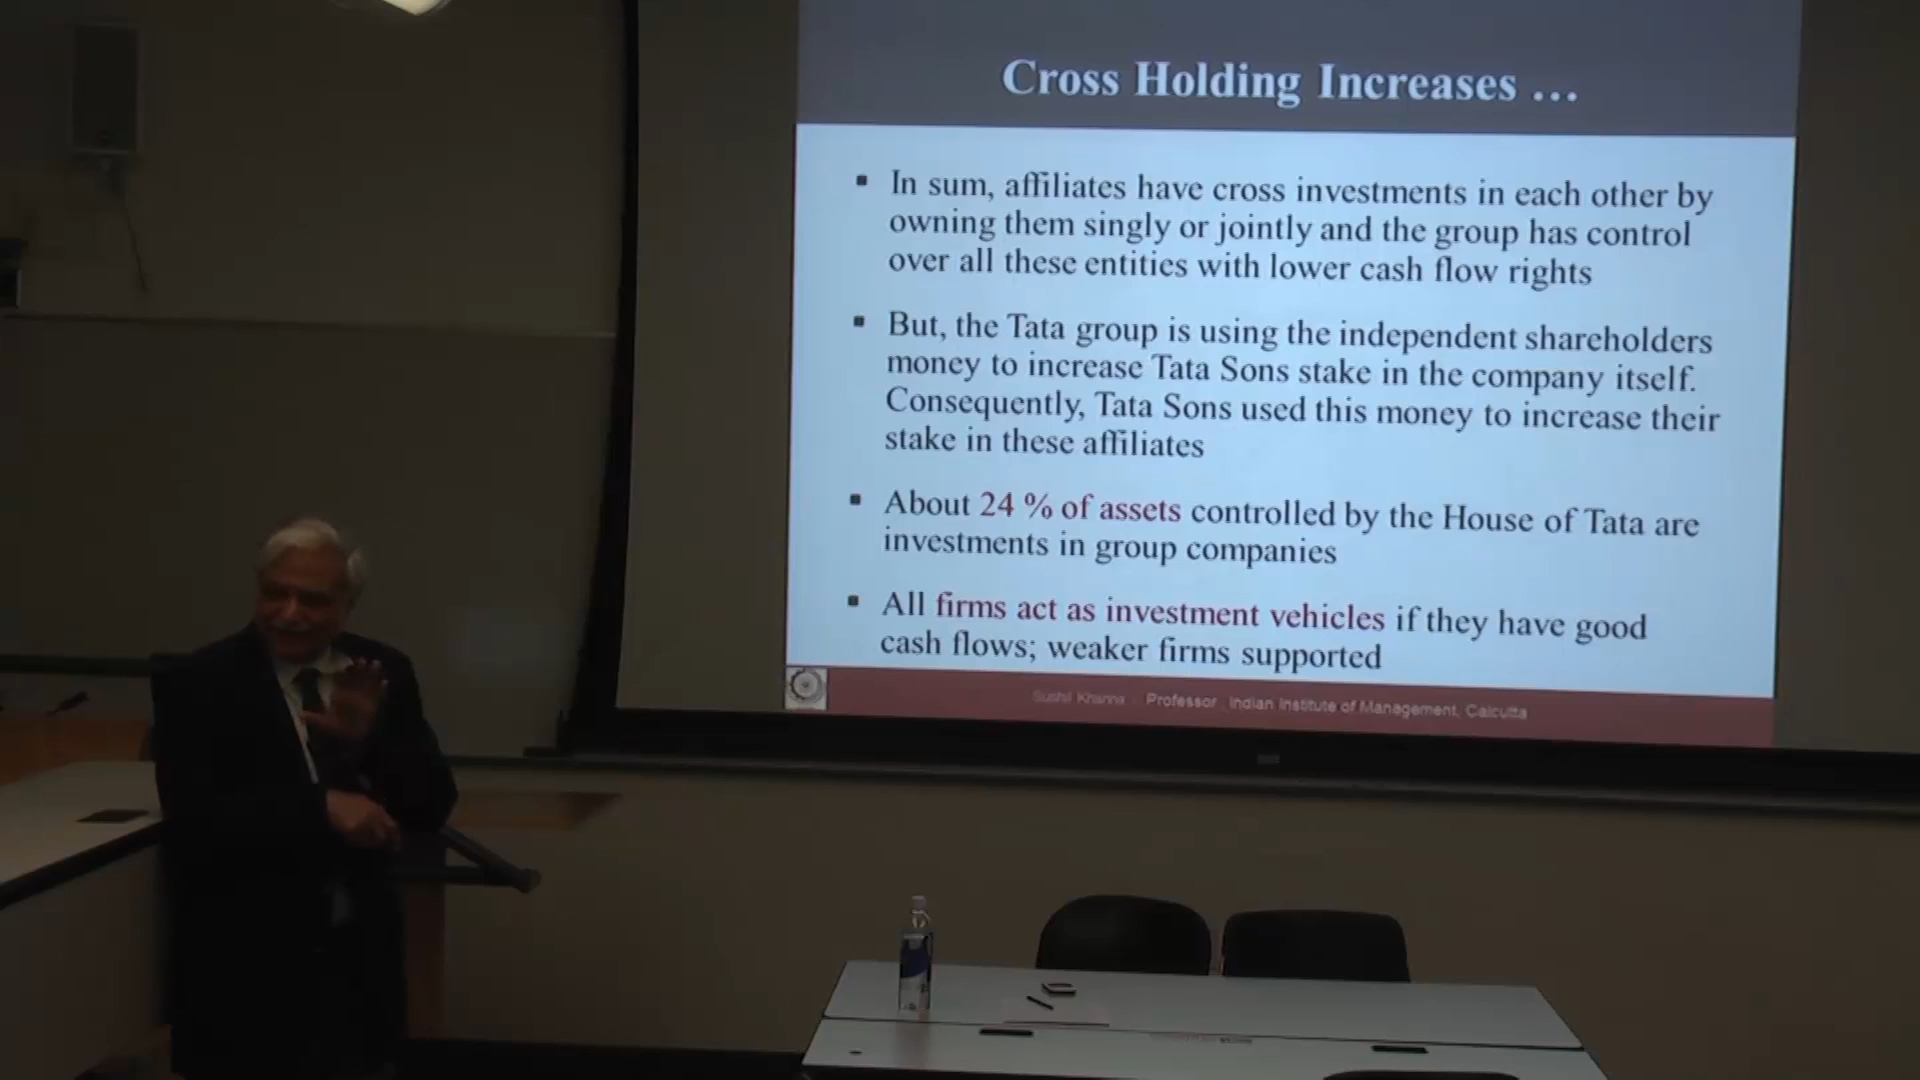 Cross Holding Increases ...
▪ In sum, affiliates have cross investments in each other by
owning them singly or jointly and the group has control
over all these entities with lower cash flow rights
▪ But, the Tata group is using the independent shareholders
money to increase Tata Sons stake in the company itself.
Consequently, Tata Sons used this money to increase their
stake in these affiliates
▪ About 24 % of assets controlled by the House of Tata are
investments in group companies
▪ All firms act as investment vehicles if they have good
cash flows; weaker firms supported
Sushil Khanna Professor Indian Institute of Management, Calcutta